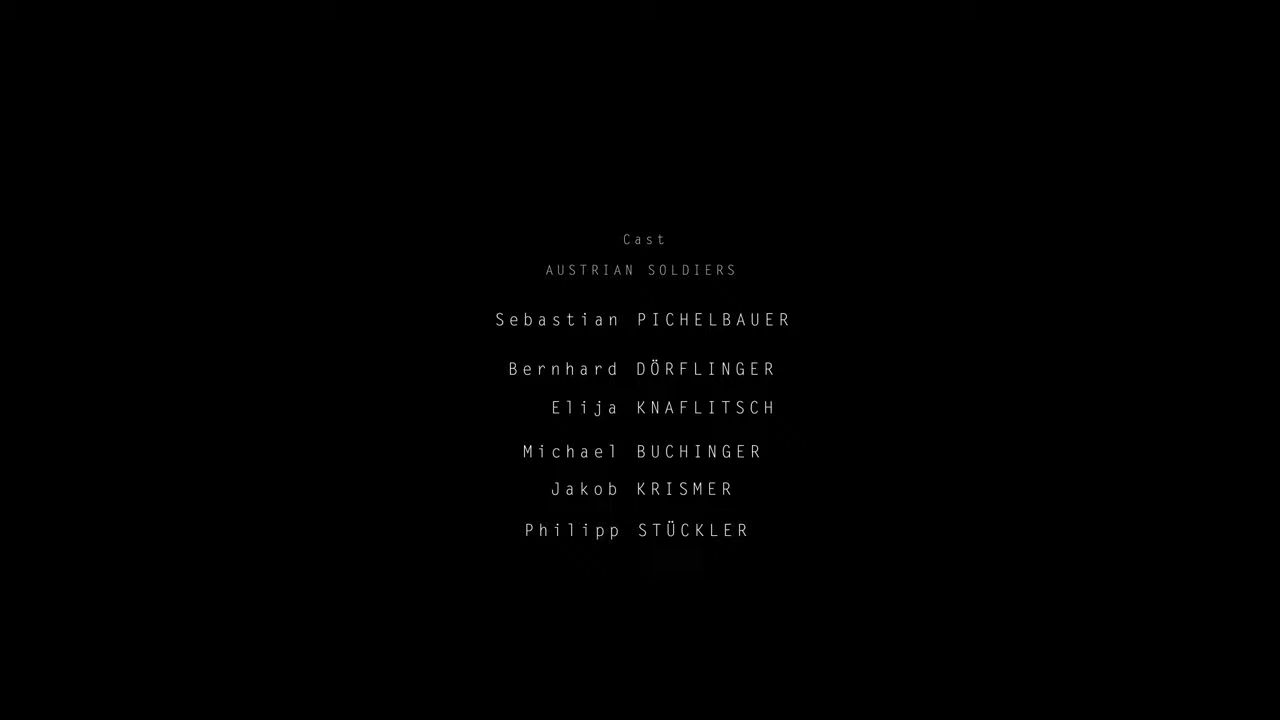 Cast
AUSTRIAN SOLDIERS
Sebastian PICHELBAUER
Bernhard DÖRFLINGER
Elija KNAFLITSCH
Michael BUCHINGER
Jakob KRISMER
Philipp STÜCKLER